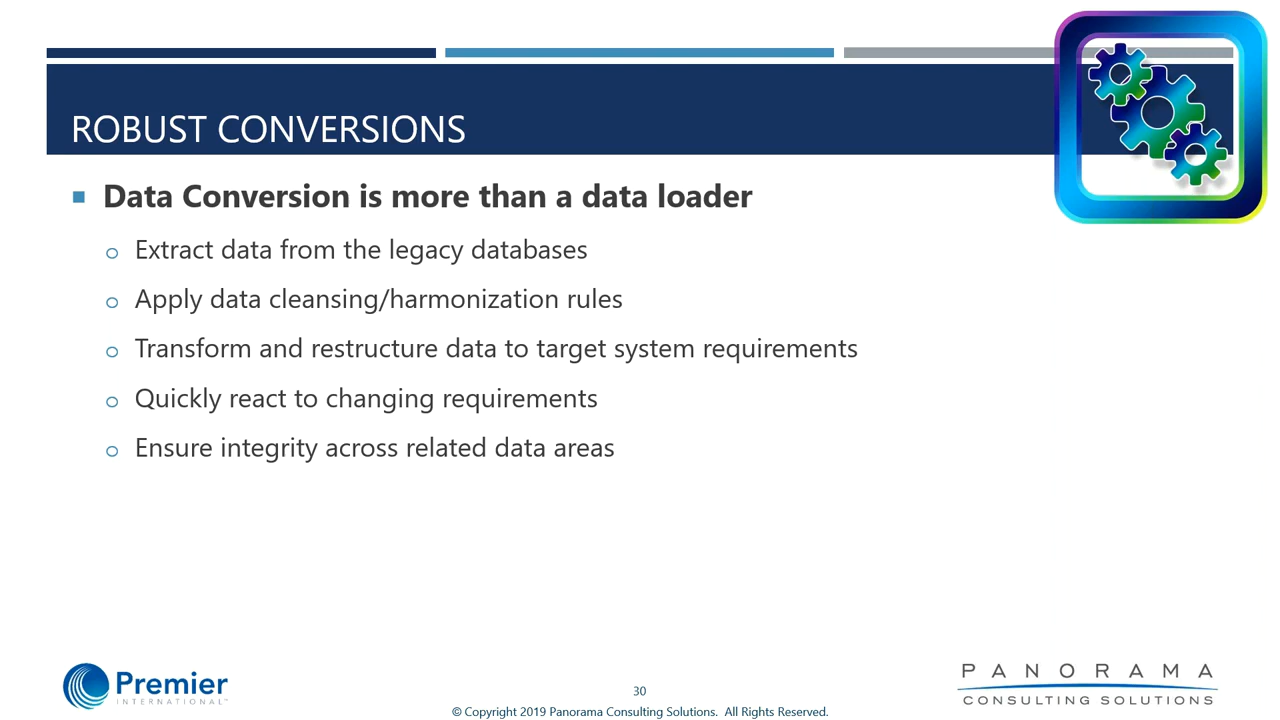 ROBUST CONVERSIONS
Data Conversion is more than a data loader
Extract data from the legacy databases
Apply data cleansing/harmonization rules
Transform and restructure data to target system requirements
Quickly react to changing requirements
Ensure integrity across related data areas
Premier
INTERNATIONAL™
30
© Copyright 2019 Panorama Consulting Solutions. All Rights Reserved.
PANORAMA
CONSULTING SOLUTIONS